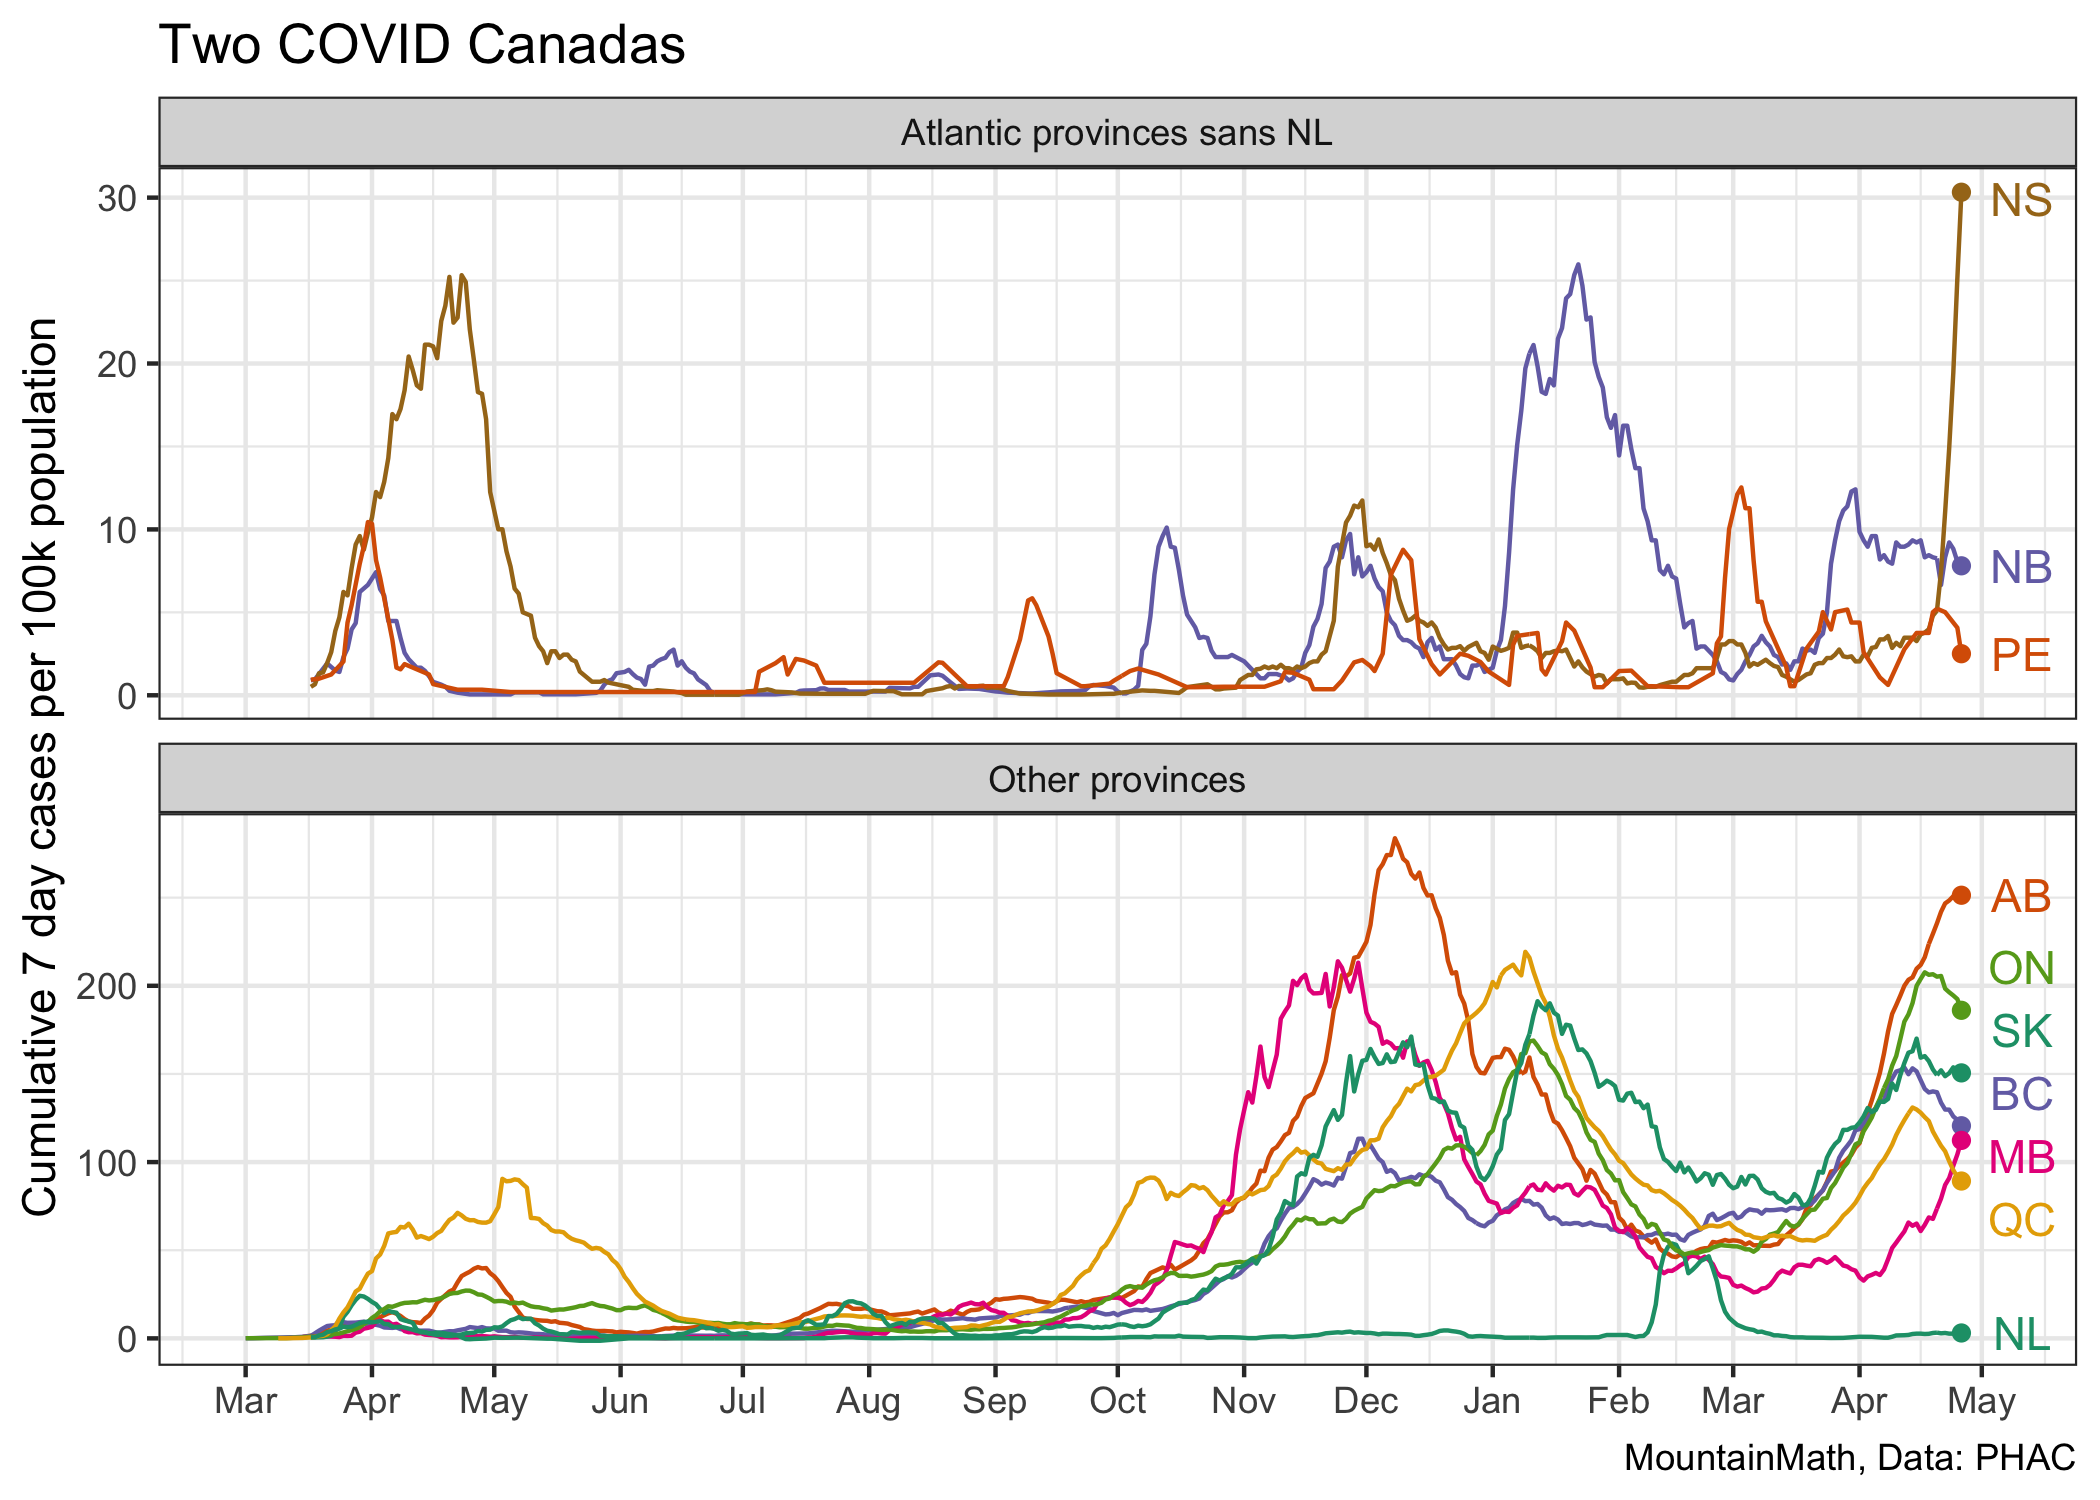 Two COVID Canadas
Atlantic provinces sans NL
30
20
10
0
NS
NB
PE
Cumulative 7 day cases per 100k population
Other provinces
200
100
0
AB
ON
SK
BC
MB
QC
NL
Mar Apr May Jun Jul Aug Sep Oct Nov Dec Jan Feb Mar Apr May
MountainMath, Data: PHAC